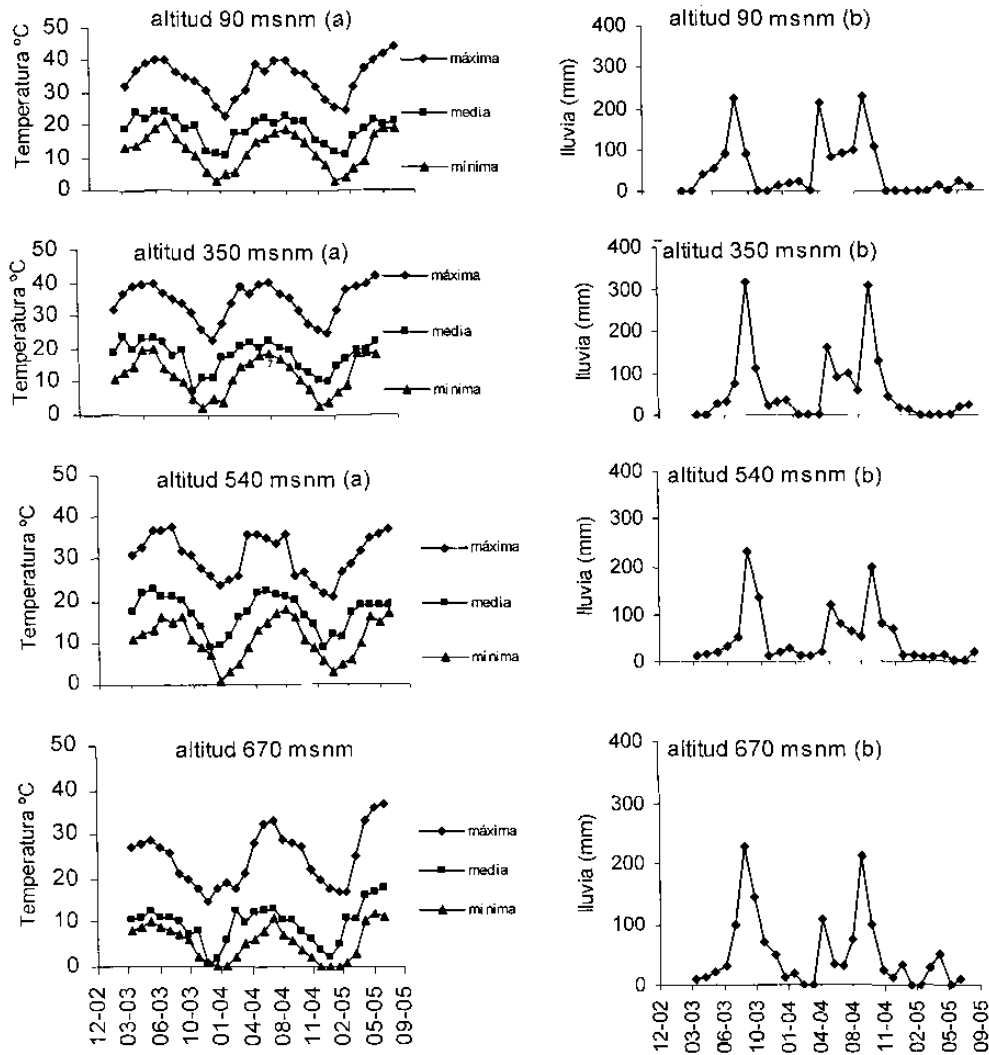 altitud 90 msnm (a)
Temperatura ºC
50
40
30
20
10
0
máxima
media
mínima
altitud 90 msnm (b)
lluvia (mm)
400
300
200
100
0
altitud 350 msnm (a)
Temperatura ºC
50
40
30
20
10
0
máxima
media
mínima
altitud 350 msnm (b)
lluvia (mm)
400
300
200
100
0
altitud 540 msnm (a)
Temperatura ºC
50
40
30
20
10
0
máxima
media
mínima
altitud 540 msnm (b)
lluvia (mm)
400
300
200
100
0
altitud 670 msnm
Temperatura ºC
50
40
30
20
10
0
máxima
media
mínima
12-02
03-03
06-03
10-03
01-04
04-04
08-04
11-04
02-05
05-05
09-05
altitud 670 msnm (b)
lluvia (mm)
400
300
200
100
0
12-02
03-03
06-03
10-03
01-04
04-04
08-04
11-04
02-05
05-05
09-05